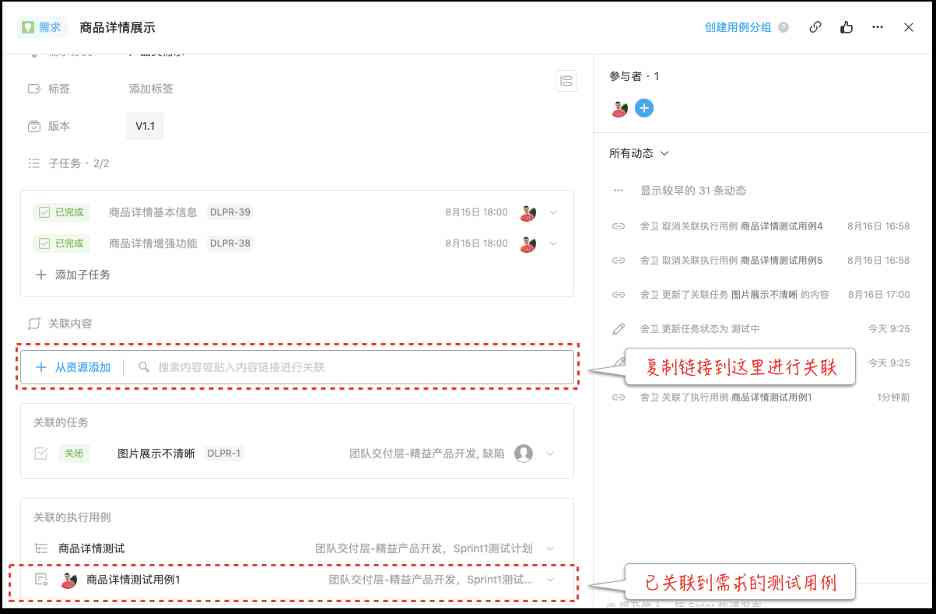 需求 商品详情展示 创建用例分组
标签 添加标签
版本 V1.1
子任务 · 2/2
已完成 商品详情基本信息 DLPR-39 8月15日 18:00
已完成 商品详情增强功能 DLPR-38 8月15日 18:00
添加子任务
关联内容
从资源添加 搜索内容或贴入内容链接进行关联
关联的任务
关闭 图片展示不清晰 DLPR-1 团队交付层-精益产品开发, 缺陷
关联的执行用例
商品详情测试 团队交付层-精益产品开发，Sprint1测试计划
商品详情测试用例1 团队交付层-精益产品开发，Sprint1测试...
参与者 · 1
所有动态
显示较早的 31 条动态
舍卫 取消关联执行用例 商品详情测试用例4 8月16日 16:58
舍卫 取消关联执行用例 商品详情测试用例5 8月16日 16:58
舍卫 更新了关联任务 图片展示不清晰 的内容 8月16日 17:00
舍卫 更新任务状态为 测试中 今天 9:25
复制链接到这里进行关联 今天 9:25
舍卫 关联了执行用例 商品详情测试用例1 1分钟前
已关联到需求的测试用例